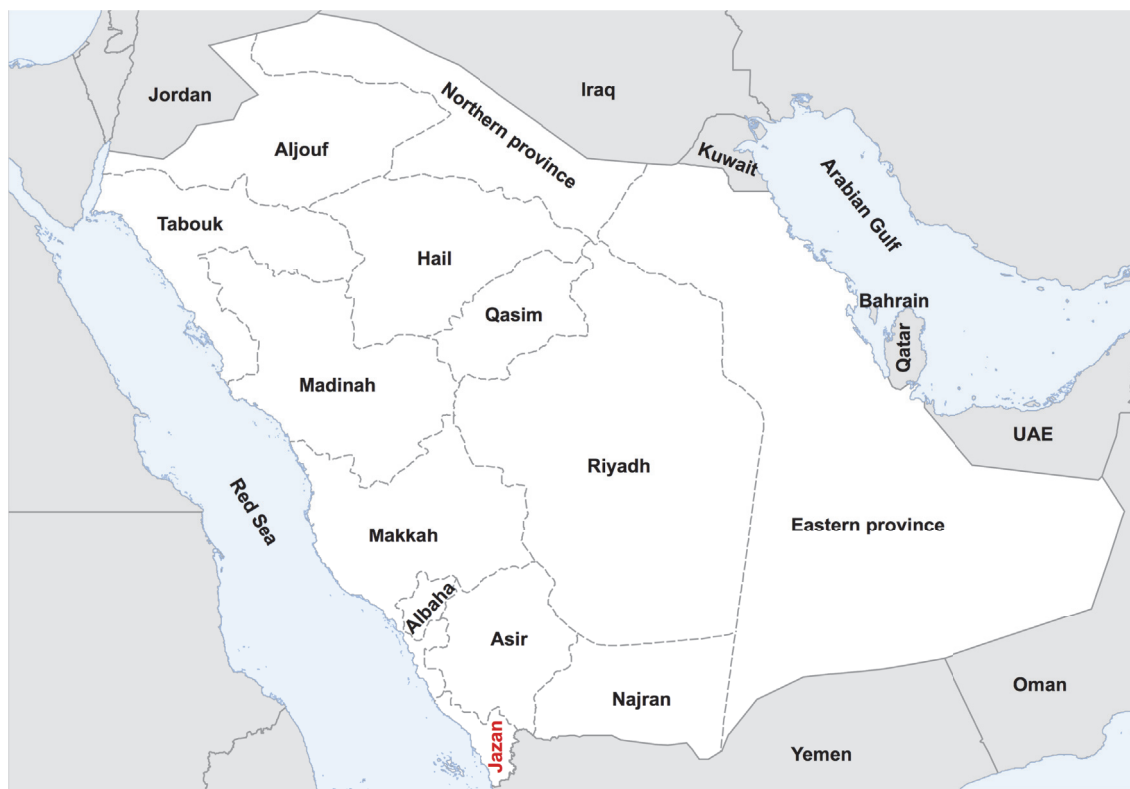 Jordan
Iraq
Northern province
Kuwait
Aljouf
Arabian Gulf
Tabouk
Hail
Bahrain
Qasim
Qatar
Madinah
UAE
Riyadh
Red Sea
Eastern province
Makkah
Albaha
Asir
Oman
Najran
Jazan
Yemen